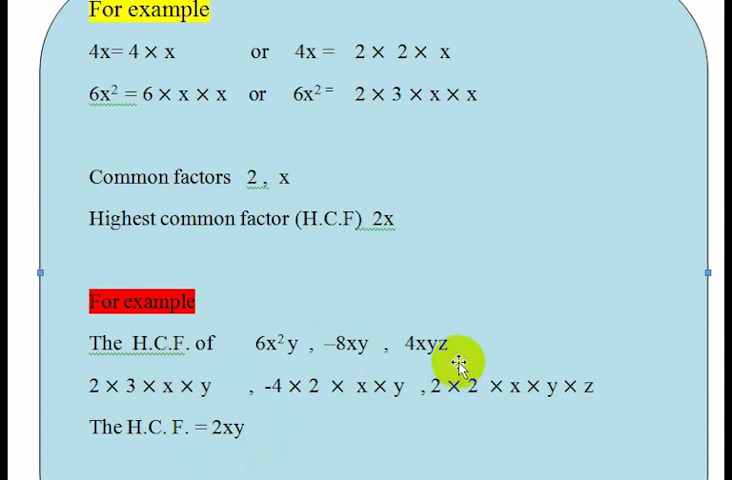 For example
4x= 4 × x or 4x = 2 × 2 × x
6x² = 6 × x × x or 6x² = 2 × 3 × x × x
Common factors 2 , x
Highest common factor (H.C.F) 2x
For example
The H.C.F. of 6x² y , –8xy , 4xyz
2 × 3 × x × y , -4 × 2 × x × y , 2 × 2 × x × y × z
The H.C. F. = 2xy